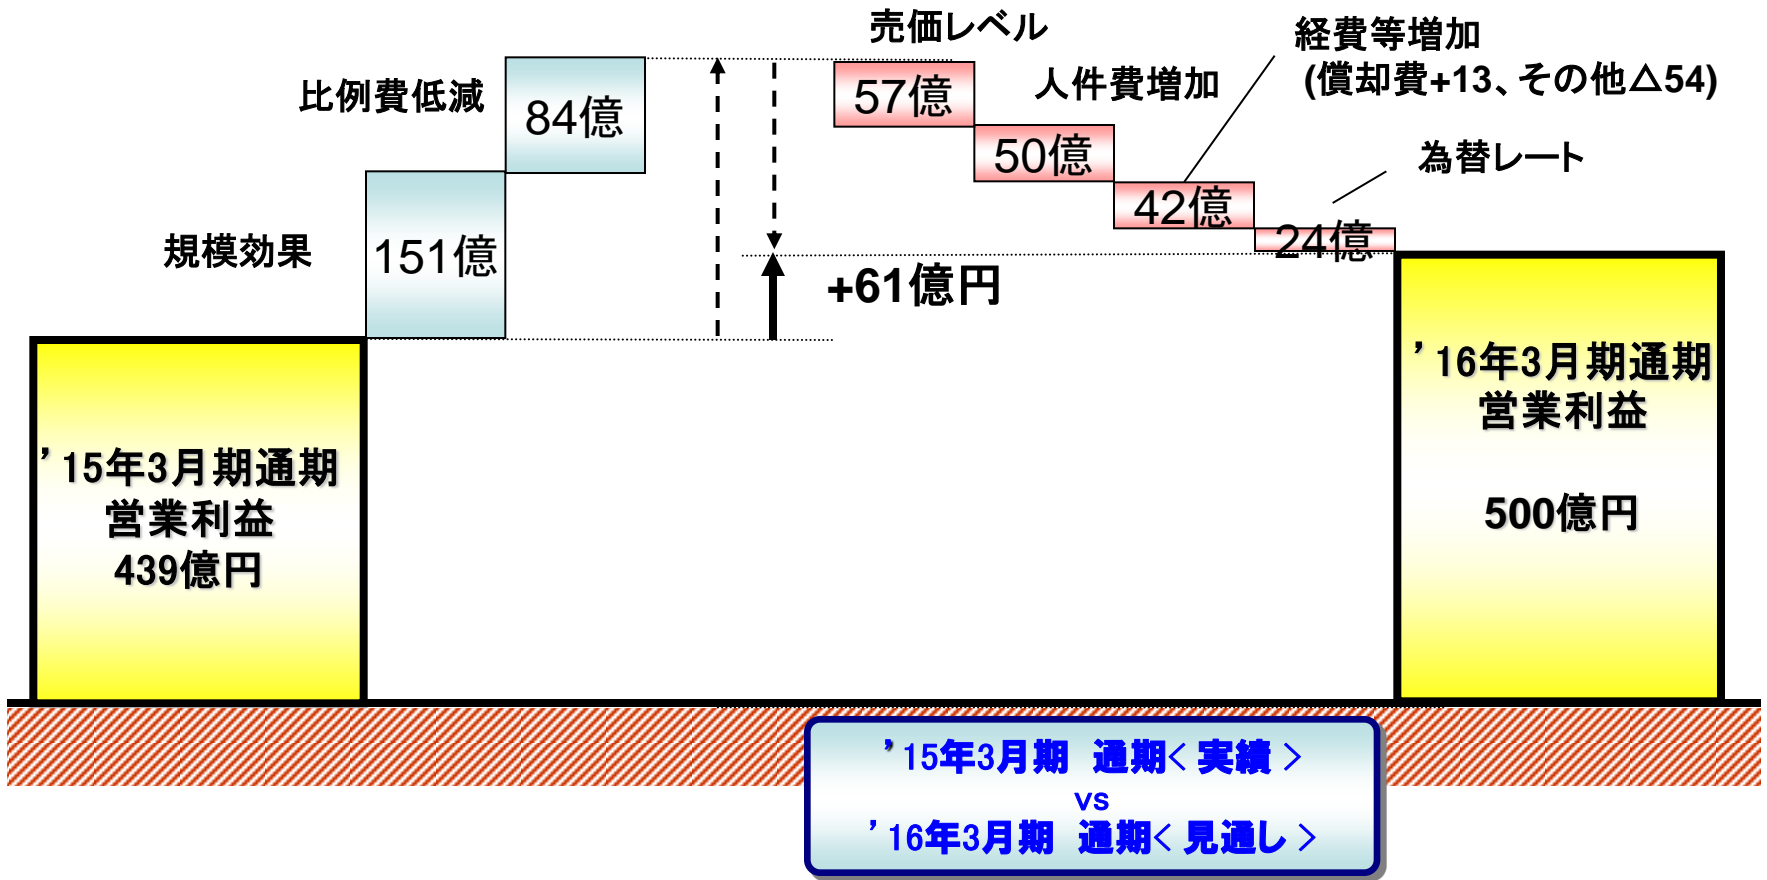 売価レベル
経費等増加
(償却費+13、その他△54)
比例費低減
84億
57億
人件費増加
50億
為替レート
42億
24億
規模効果
151億
+61億円
’15年3月期通期
営業利益
439億円
’16年3月期通期
営業利益
500億円
’15年3月期 通期<実績>
vs
’16年3月期 通期<見通し>